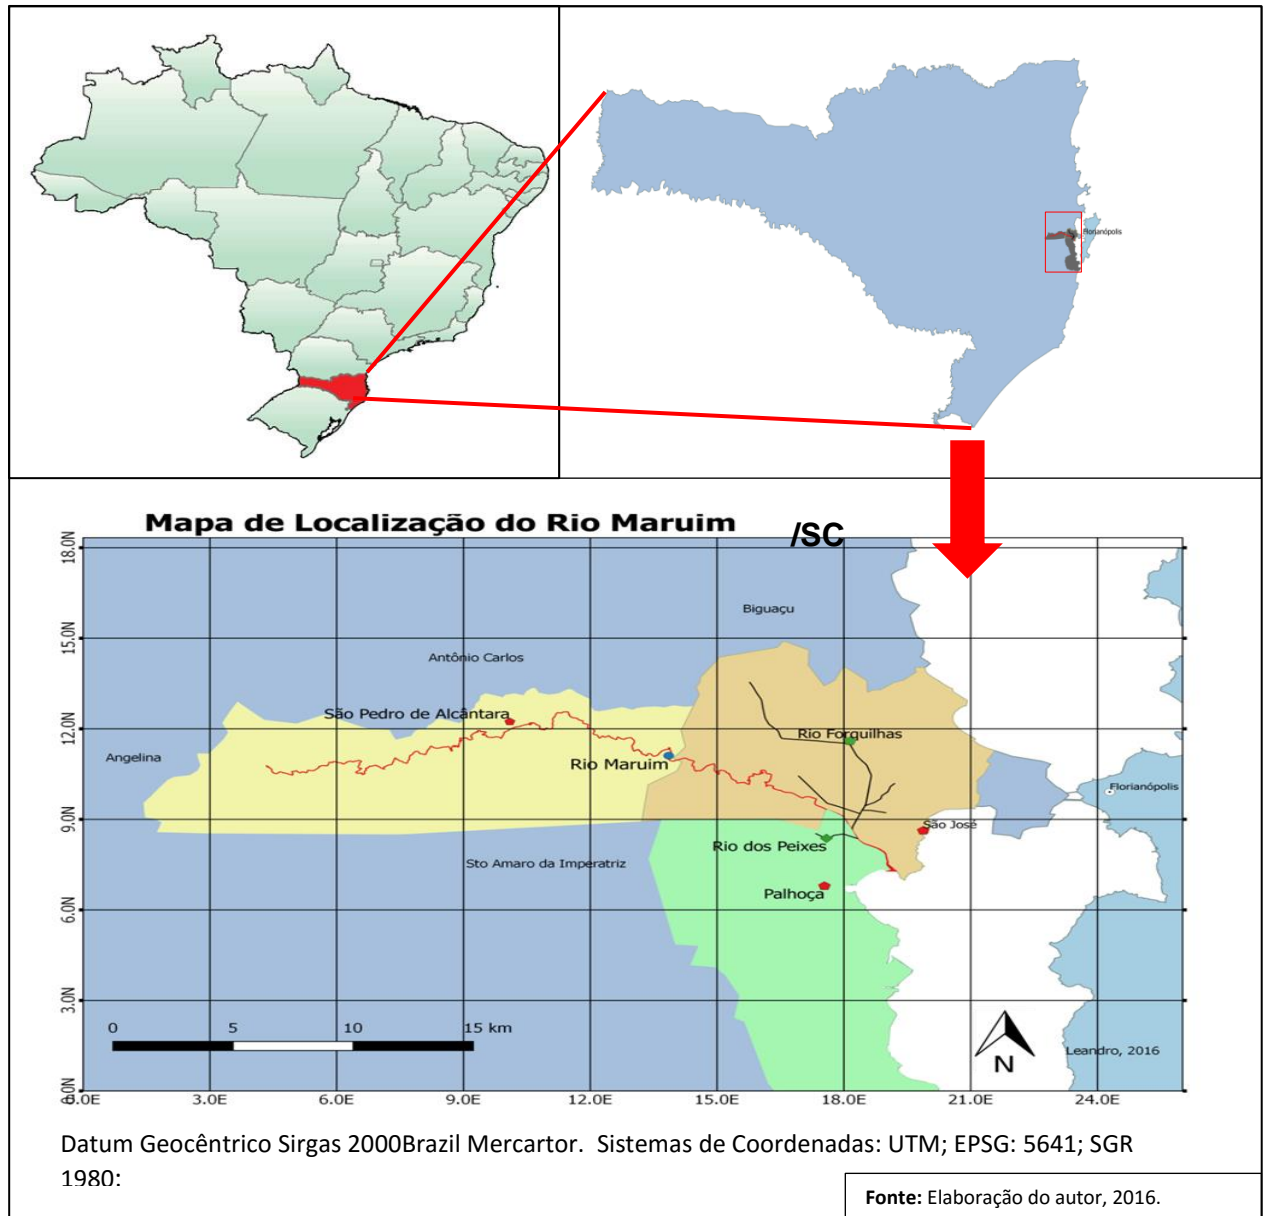 Florianópolis
Mapa de Localização do Rio Maruim /SC
18.0N
15.0N
12.0N
9.0N
6.0N
3.0N
0.0N
Biguaçu
Antônio Carlos
São Pedro de Alcântara
Rio Forquilhas
Angelina
Rio Maruim
Florianópolis
São José
Rio dos Peixes
Sto Amaro da Imperatriz
Palhoça
0 5 10 15 km
N
Leandro, 2016
0.0E 3.0E 6.0E 9.0E 12.0E 15.0E 18.0E 21.0E 24.0E
Datum Geocêntrico Sirgas 2000Brazil Mercartor. Sistemas de Coordenadas: UTM; EPSG: 5641; SGR
1980:
Fonte: Elaboração do autor, 2016.